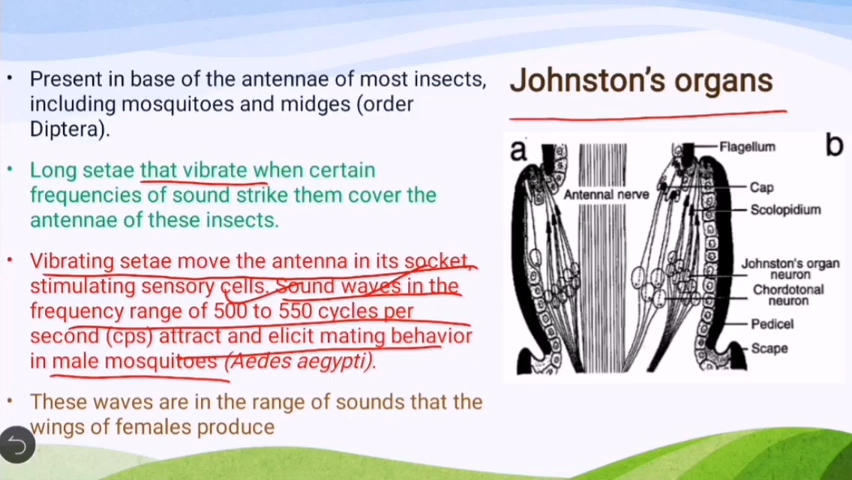 Johnston's organs
• Present in base of the antennae of most insects,
including mosquitoes and midges (order
Diptera).
• Long setae that vibrate when certain
frequencies of sound strike them cover the
antennae of these insects.
• Vibrating setae move the antenna in its socket,
stimulating sensory cells. Sound waves in the
frequency range of 500 to 550 cycles per
second (cps) attract and elicit mating behavior
in male mosquitoes (Aedes aegypti).
• These waves are in the range of sounds that the
wings of females produce
a
b
Flagellum
Antennal nerve
Cap
Scolopidium
Johnston's organ
neuron
Chordotonal
neuron
Pedicel
Scape